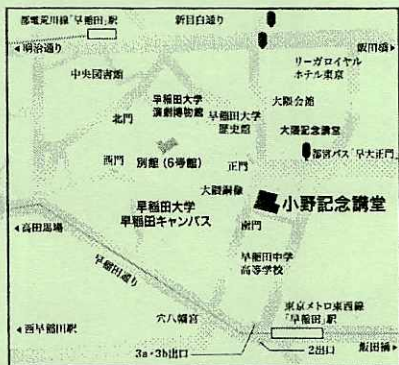 都電荒川線「早稲田」駅
新目白通り
◀明治通り
飯田橋▶
中央図書館
リーガロイヤル
ホテル東京
早稲田大学
演劇博物館
大隈会館
北門
早稲田大学
歴史館
大隈記念講堂
西門
別館(6号館)
正門
都営バス「早大正門」
大隈銅像
小野記念講堂
早稲田大学
早稲田キャンパス
南門
◀高田馬場
早稲田中学
高等学校
早稲田通り
東京メトロ東西線
「早稲田」駅
穴八幡宮
◀西早稲田駅
飯田橋▶
3a・3b出口
2出口